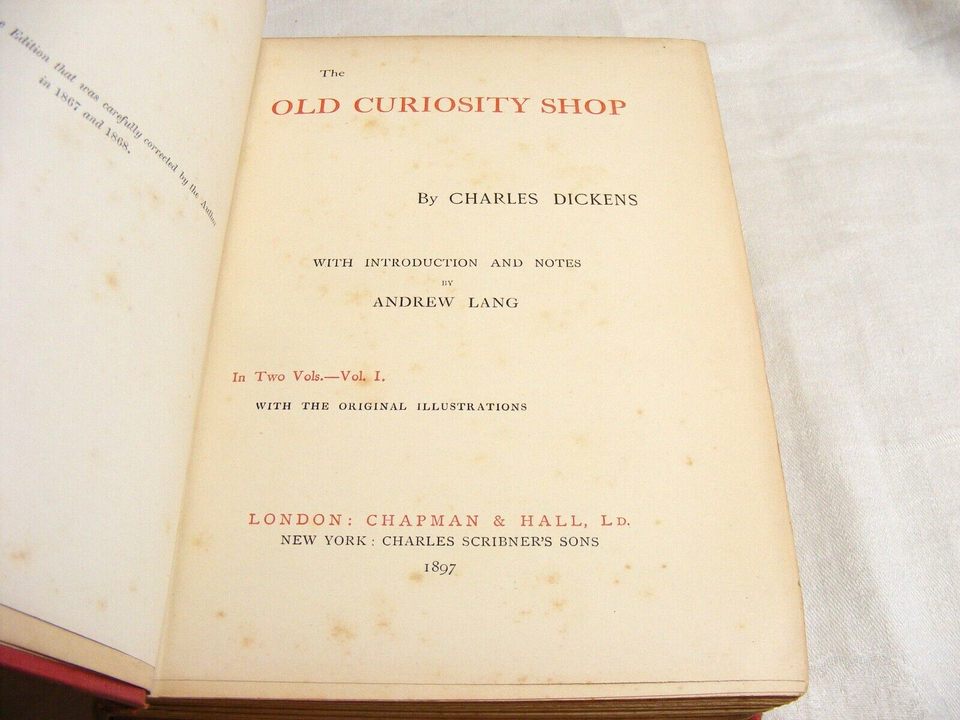 Edition that was carefully corrected by the Author
in 1867 and 1868.
The
OLD CURIOSITY SHOP
By CHARLES DICKENS
WITH INTRODUCTION AND NOTES
BY
ANDREW LANG
In Two Vols.—Vol. I.
WITH THE ORIGINAL ILLUSTRATIONS
LONDON: CHAPMAN & HALL, LD.
NEW YORK: CHARLES SCRIBNER'S SONS
1897